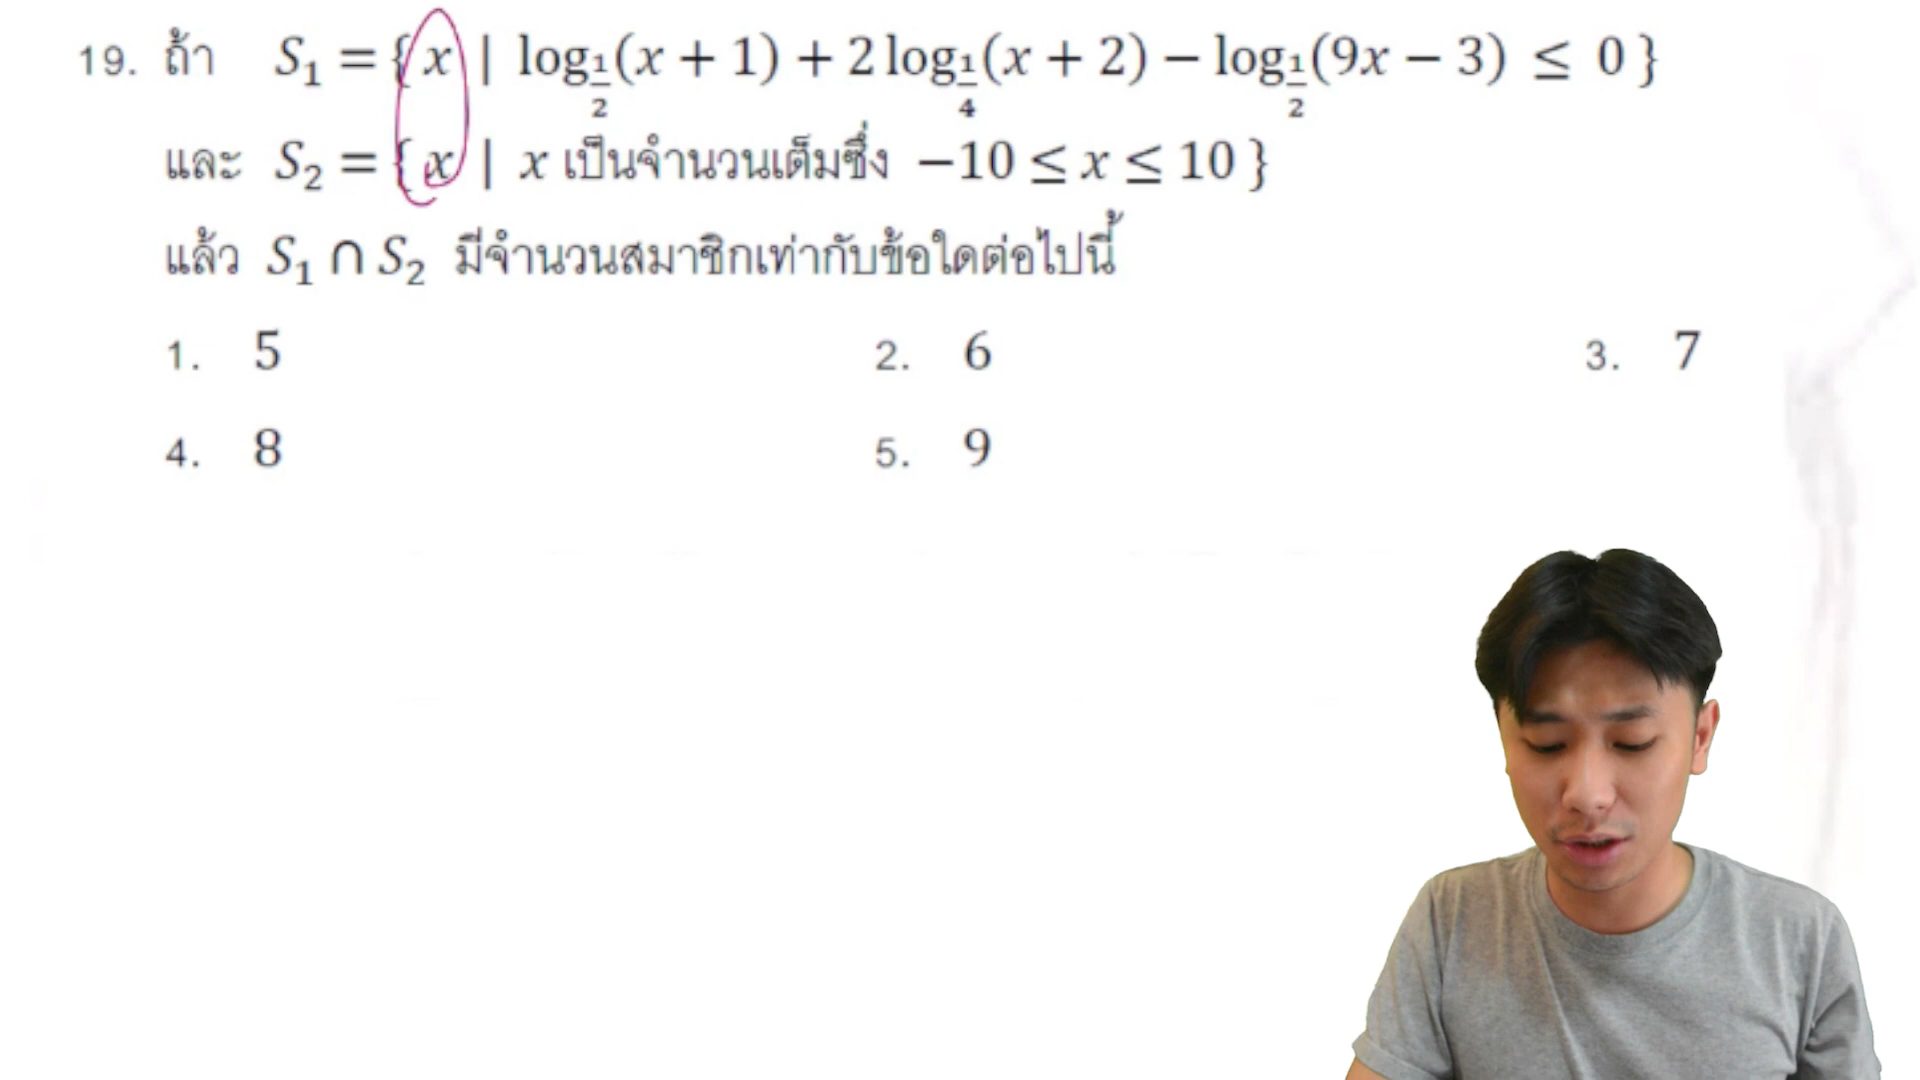 19. ถ้า S₁ = { x | log_{1/2}(x + 1) + 2 log_{1/4}(x + 2) − log_{1/2}(9x − 3) ≤ 0 }
และ S₂ = { x | x เป็นจำนวนเต็มซึ่ง −10 ≤ x ≤ 10 }
แล้ว S₁ ∩ S₂ มีจำนวนสมาชิกเท่ากับข้อใดต่อไปนี้
1. 5 2. 6 3. 7
4. 8 5. 9